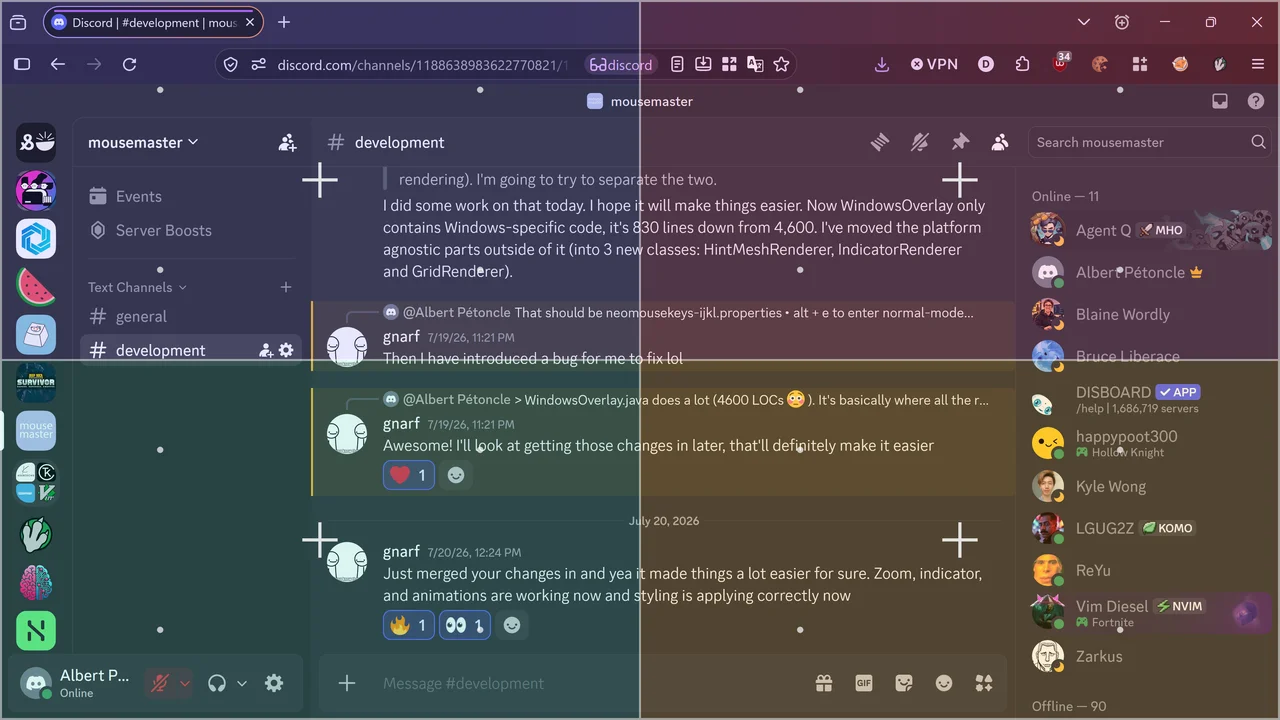 Discord | #development | mous
discord.com/channels/1188638983622770821/1
discord
VPN
34
mousemaster
mousemaster
Events
Server Boosts
Text Channels
general
development
mouse
master
SURVIVOR
Albert P...
Online
# development
Search mousemaster
rendering). I'm going to try to separate the two.
I did some work on that today. I hope it will make things easier. Now WindowsOverlay only
contains Windows-specific code, it's 830 lines down from 4,600. I've moved the platform
agnostic parts outside of it (into 3 new classes: HintMeshRenderer, IndicatorRenderer
and GridRenderer).
@Albert Pétoncle That should be neomousekeys-ijkl.properties • alt + e to enter normal-mode...
gnarf 7/19/26, 11:21 PM
Then I have introduced a bug for me to fix lol
@Albert Pétoncle > WindowsOverlay.java does a lot (4600 LOCs 😳 ). It's basically where all the r...
gnarf 7/19/26, 11:21 PM
Awesome! I'll look at getting those changes in later, that'll definitely make it easier
❤️ 1
July 20, 2026
gnarf 7/20/26, 12:24 PM
Just merged your changes in and yea it made things a lot easier for sure. Zoom, indicator,
and animations are working now and styling is applying correctly now
🔥 1 👀 1
Message #development
GIF
Online — 11
Agent Q MHO
Albert Pétoncle
Blaine Wordly
Bruce Liberace
DISBOARD ✓ APP
/help | 1,686,719 servers
happypoot300
Hollow Knight
Kyle Wong
LGUG2Z KOMO
ReYu
Vim Diesel NVIM
Fortnite
Zarkus
Offline — 90